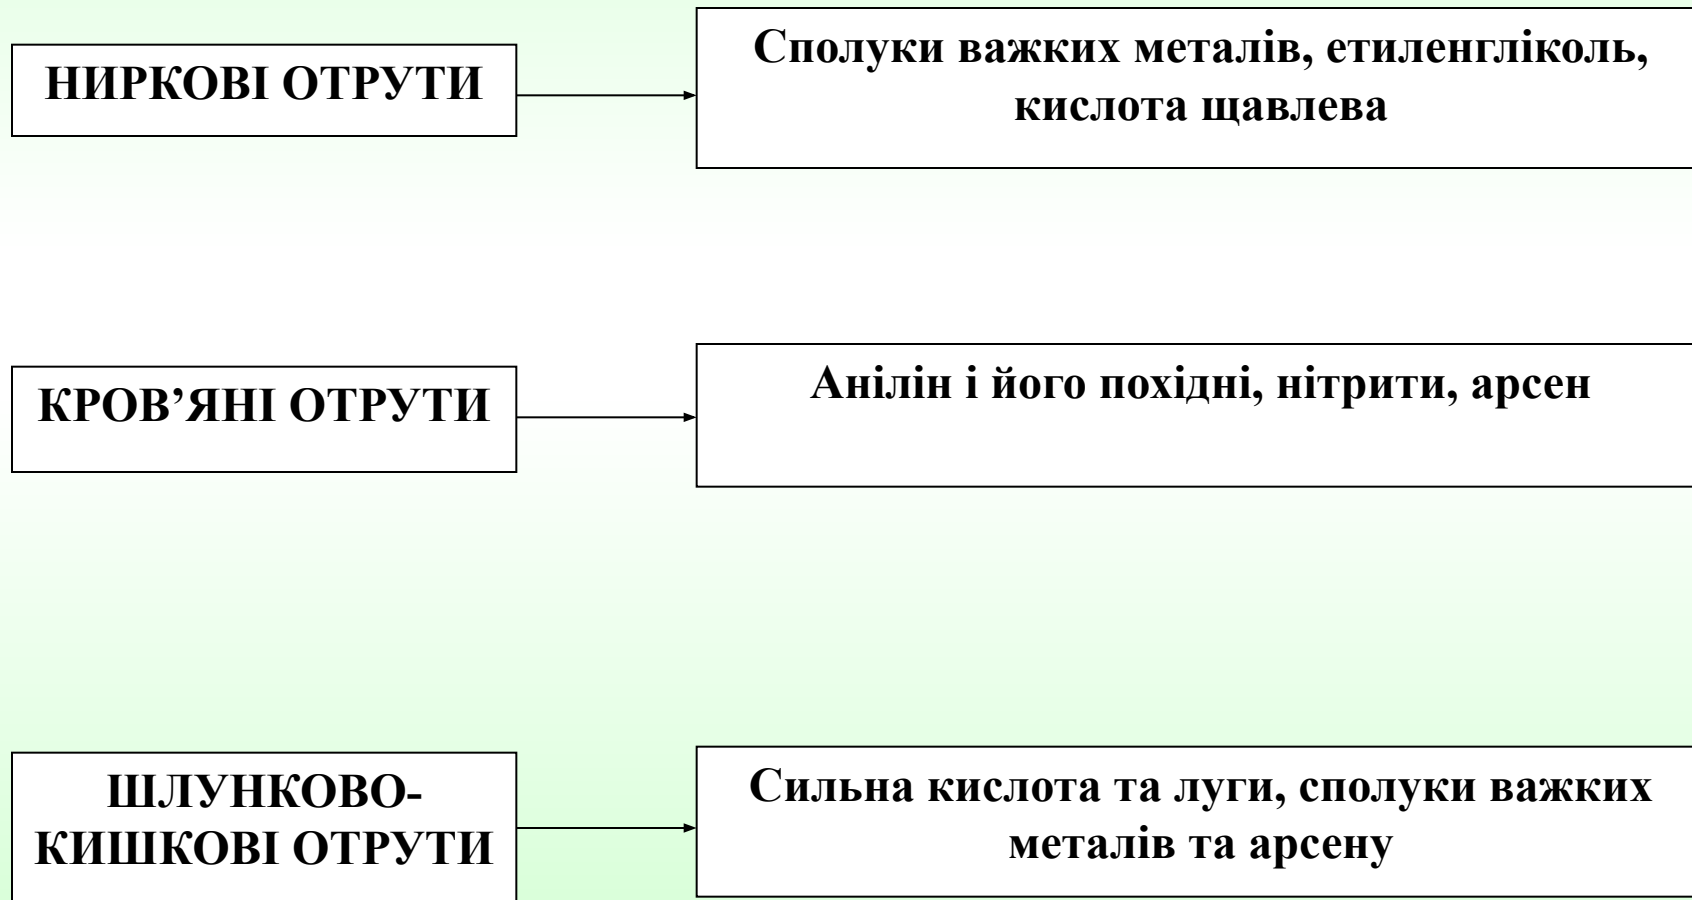 НИРКОВІ ОТРУТИ
Сполуки важких металів, етиленгліколь,
кислота щавлева
КРОВ’ЯНІ ОТРУТИ
Анілін і його похідні, нітрити, арсен
ШЛУНКОВО-
КИШКОВІ ОТРУТИ
Сильна кислота та луги, сполуки важких
металів та арсену